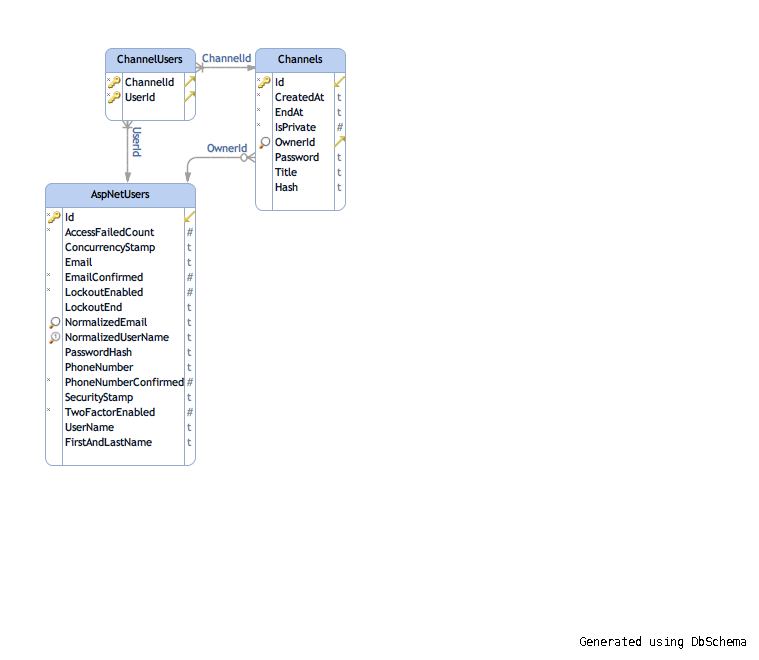 ChannelUsers
ChannelId
UserId
ChannelId
Channels
Id
CreatedAt t
EndAt t
IsPrivate #
OwnerId
Password t
Title t
Hash t
UserId
OwnerId
AspNetUsers
Id
AccessFailedCount #
ConcurrencyStamp t
Email t
EmailConfirmed #
LockoutEnabled #
LockoutEnd t
NormalizedEmail t
NormalizedUserName t
PasswordHash t
PhoneNumber t
PhoneNumberConfirmed #
SecurityStamp t
TwoFactorEnabled #
UserName t
FirstAndLastName t
Generated using DbSchema